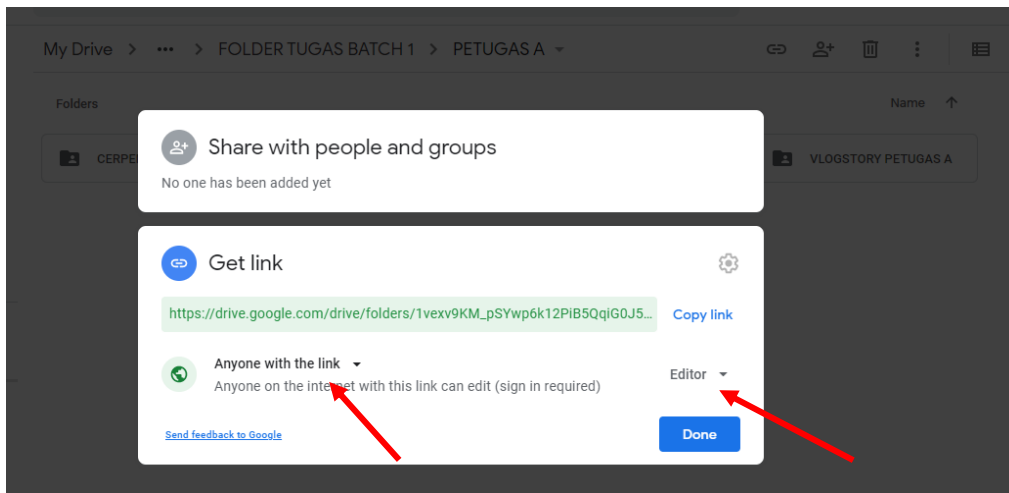 My Drive > ••• > FOLDER TUGAS BATCH 1 > PETUGAS A
Folders
Name
VLOGSTORY PETUGAS A
Share with people and groups
No one has been added yet
Get link
https://drive.google.com/drive/folders/1vexv9KM_pSYwp6k12PiB5QqiG0J5...
Copy link
Anyone with the link
Anyone on the internet with this link can edit (sign in required)
Editor
Send feedback to Google
Done